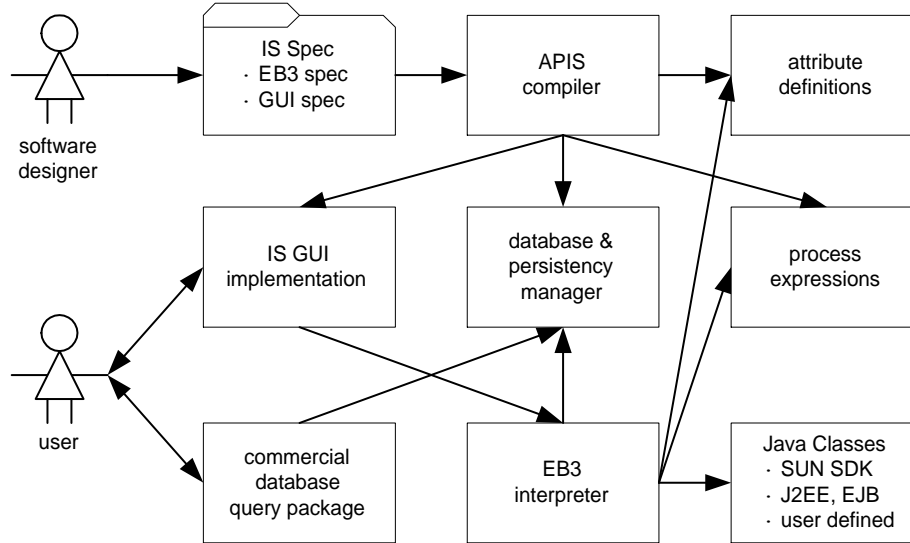 IS Spec
· EB3 spec
· GUI spec
APIS
compiler
attribute
definitions
software
designer
IS GUI
implementation
database &
persistency
manager
process
expressions
user
commercial
database
query package
EB3
interpreter
Java Classes
· SUN SDK
· J2EE, EJB
· user defined